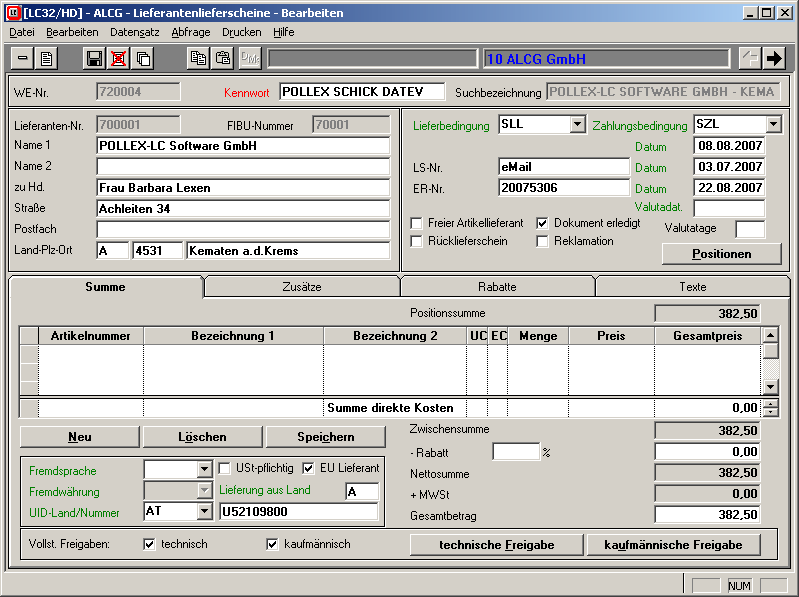 [LC32/HD] - ALCG - Lieferantenlieferscheine - Bearbeiten
Datei Bearbeiten Datensatz Abfrage Drucken Hilfe
10 ALCG GmbH
WE-Nr. 720004 Kennwort POLLEX SCHICK DATEV Suchbezeichnung POLLEX-LC SOFTWARE GMBH - KEMA
Lieferanten-Nr. 700001 FIBU-Nummer 70001
Name 1 POLLEX-LC Software GmbH
Name 2
zu Hd. Frau Barbara Lexen
Straße Achleiten 34
Postfach
Land-Plz-Ort A 4531 Kematen a.d.Krems
Lieferbedingung SLL Zahlungsbedingung SZL
Datum 08.08.2007
LS-Nr. eMail Datum 03.07.2007
ER-Nr. 20075306 Datum 22.08.2007
Valutadat.
Freier Artikellieferant Dokument erledigt Valutatage
Rücklieferschein Reklamation
Positionen
Summe Zusätze Rabatte Texte
Positionssumme 382,50
Artikelnummer Bezeichnung 1 Bezeichnung 2 UC EC Menge Preis Gesamtpreis
Summe direkte Kosten 0,00
Neu Löschen Speichern
Zwischensumme 382,50
- Rabatt % 0,00
Nettosumme 382,50
+ MWSt 0,00
Gesamtbetrag 382,50
Fremdsprache USt-pflichtig EU Lieferant
Fremdwährung Lieferung aus Land A
UID-Land/Nummer AT U52109800
Vollst. Freigaben: technisch kaufmännisch technische Freigabe kaufmännische Freigabe
NUM